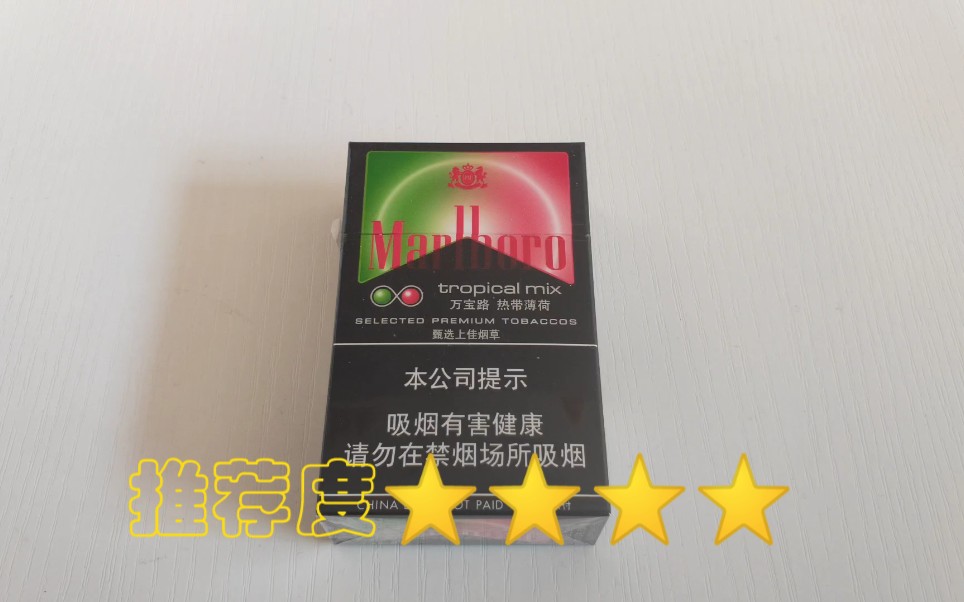 Marlboro
tropical mix
万宝路 热带薄荷
SELECTED PREMIUM TOBACCOS
甄选上佳烟草
本公司提示
吸烟有害健康
请勿在禁烟场所吸烟
推荐度
CHINA PAID